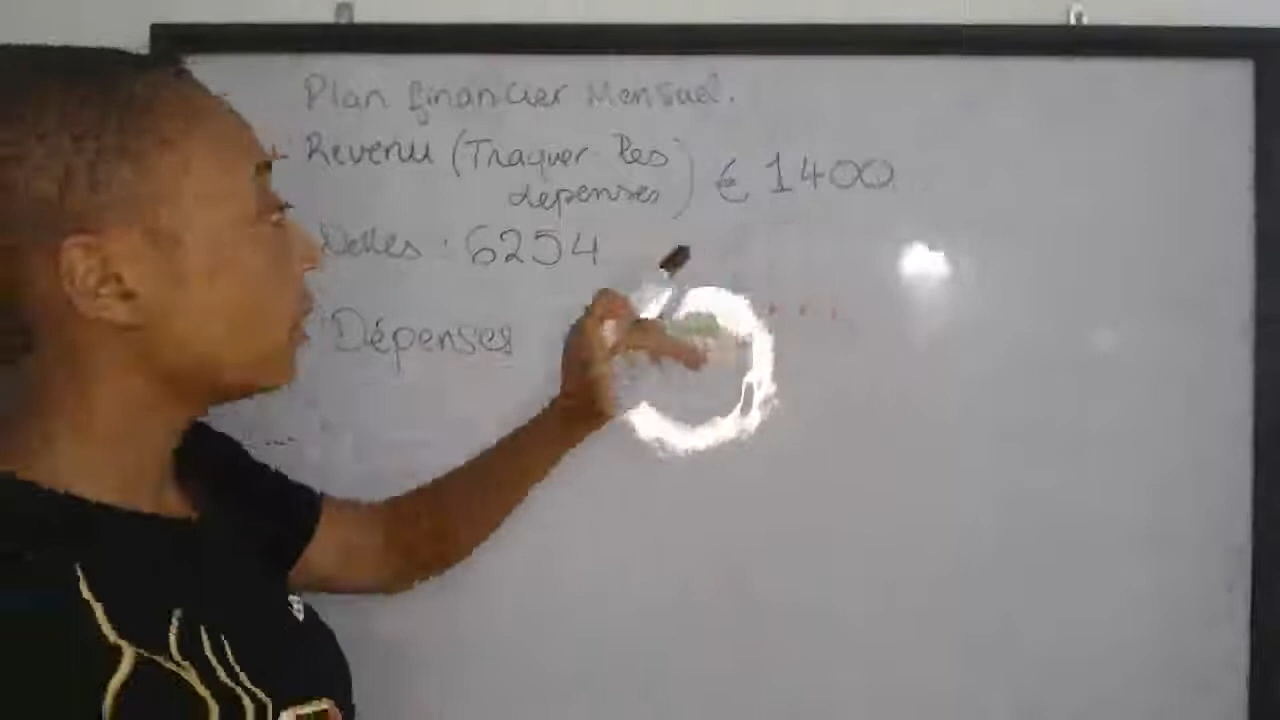 Plan financier Mensuel.
Revenu (Traquer les dépenses) € 1400
Dettes : 6254
Dépenses